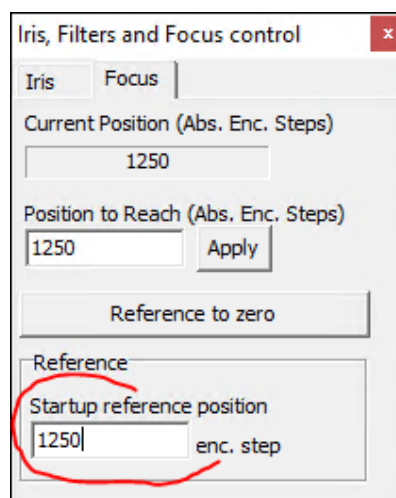 Iris, Filters and Focus control x
Iris Focus
Current Position (Abs. Enc. Steps)
1250
Position to Reach (Abs. Enc. Steps)
1250 Apply
Reference to zero
Reference
Startup reference position
1250 enc. step